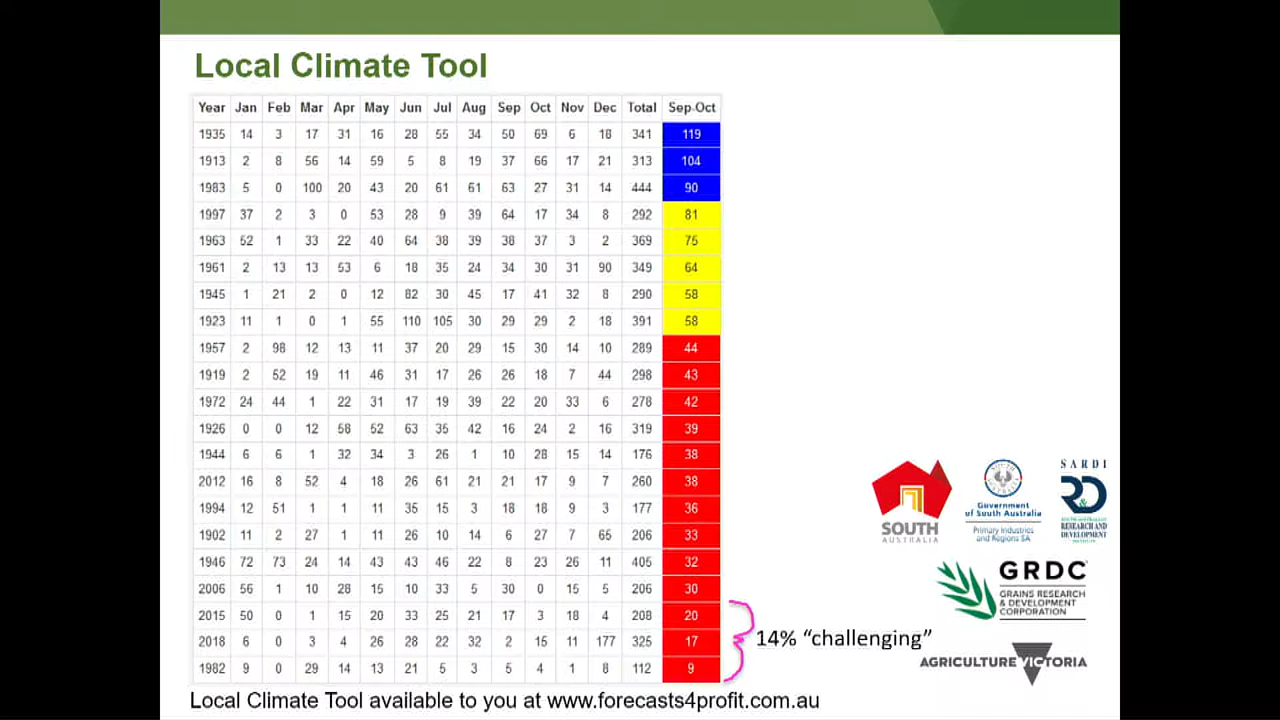 Local Climate Tool
Year Jan Feb Mar Apr May Jun Jul Aug Sep Oct Nov Dec Total Sep-Oct
1935 14 3 17 31 16 28 55 34 50 69 6 18 341 119
1913 2 8 56 14 59 5 8 19 37 66 17 21 313 104
1983 5 0 100 20 43 20 61 61 63 27 31 14 444 90
1997 37 2 3 0 53 28 9 39 64 17 34 8 292 81
1963 52 1 33 22 40 64 38 39 38 37 3 2 369 75
1961 2 13 13 53 6 18 35 24 34 30 31 90 349 64
1945 1 21 2 0 12 82 30 45 17 41 32 8 290 58
1923 11 1 0 1 55 110 105 30 29 29 2 18 391 58
1957 2 98 12 13 11 37 20 29 15 30 14 10 289 44
1919 2 52 19 11 46 31 17 26 26 18 7 44 298 43
1972 24 44 1 22 31 17 19 39 22 20 33 6 278 42
1926 0 0 12 58 52 63 35 42 16 24 2 16 319 39
1944 6 6 1 32 34 3 26 1 10 28 15 14 176 38
2012 16 8 52 4 18 26 61 21 21 17 9 7 260 38
1994 12 51 1 1 11 35 15 3 18 18 9 3 177 36
1902 11 2 27 1 11 26 10 14 6 27 7 65 206 33
1946 72 73 24 14 43 43 46 22 8 23 26 11 405 32
2006 56 1 10 28 13 10 33 5 30 0 15 5 206 30
2015 50 1 3 33 25 21 17 3 18 4 208 20
2018 6 0 3 4 26 28 22 32 2 15 11 177 325 17
1982 9 0 29 14 13 21 5 3 5 4 1 8 112 9
14% "challenging"
SOUTH
AUSTRALIA
Government
of South Australia
Primary Industries
and Regions SA
SARDI
RD
&
RESEARCH AND
DEVELOPMENT
GRDC
GRAINS RESEARCH
& DEVELOPMENT
CORPORATION
AGRICULTURE VICTORIA
Local Climate Tool available to you at www.forecasts4profit.com.au